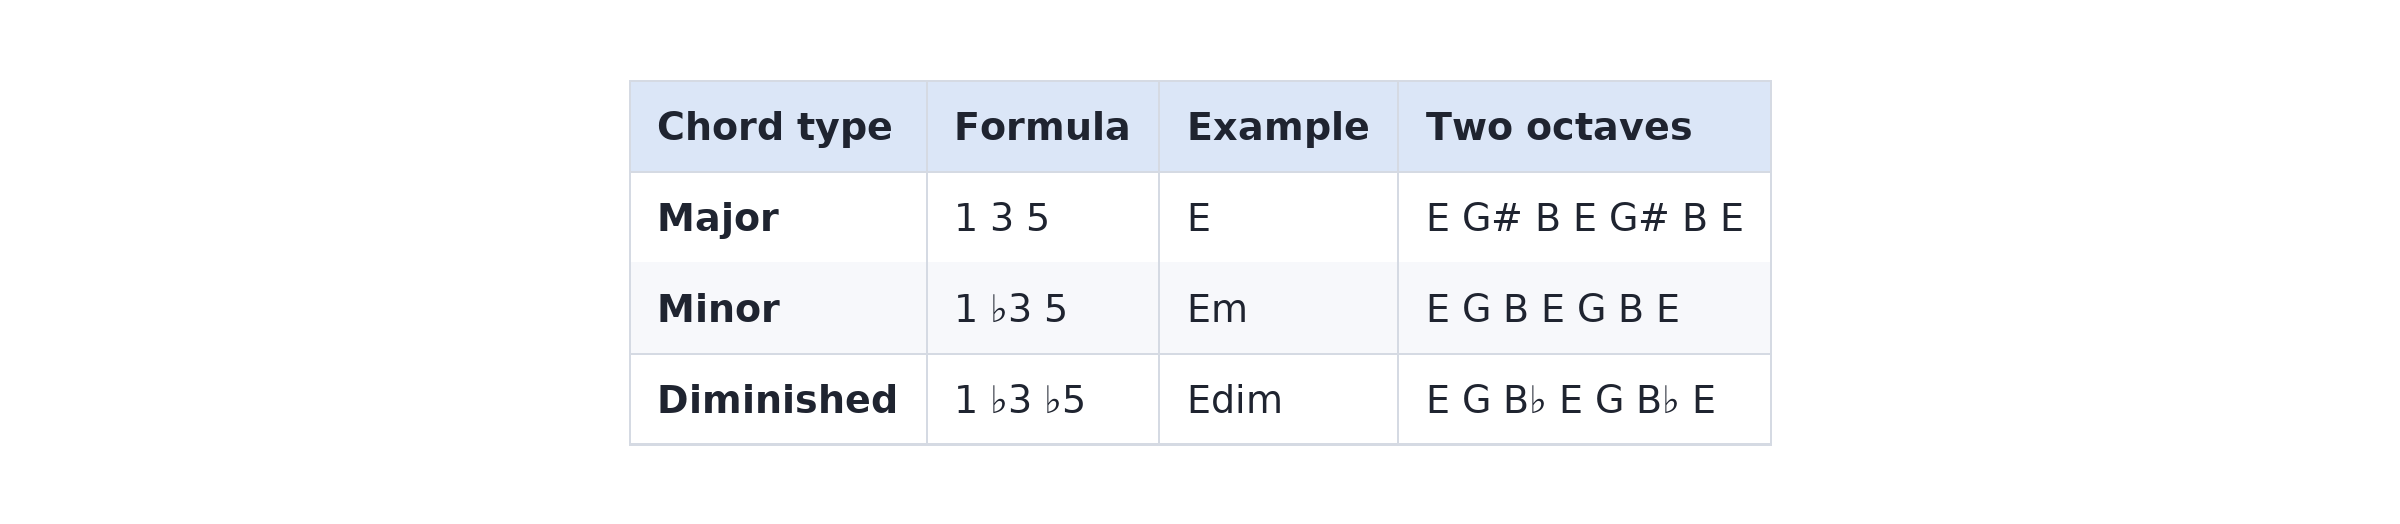 Chord type Formula Example Two octaves
Major 1 3 5 E E G# B E G# B E
Minor 1 ♭3 5 Em E G B E G B E
Diminished 1 ♭3 ♭5 Edim E G B♭ E G B♭ E